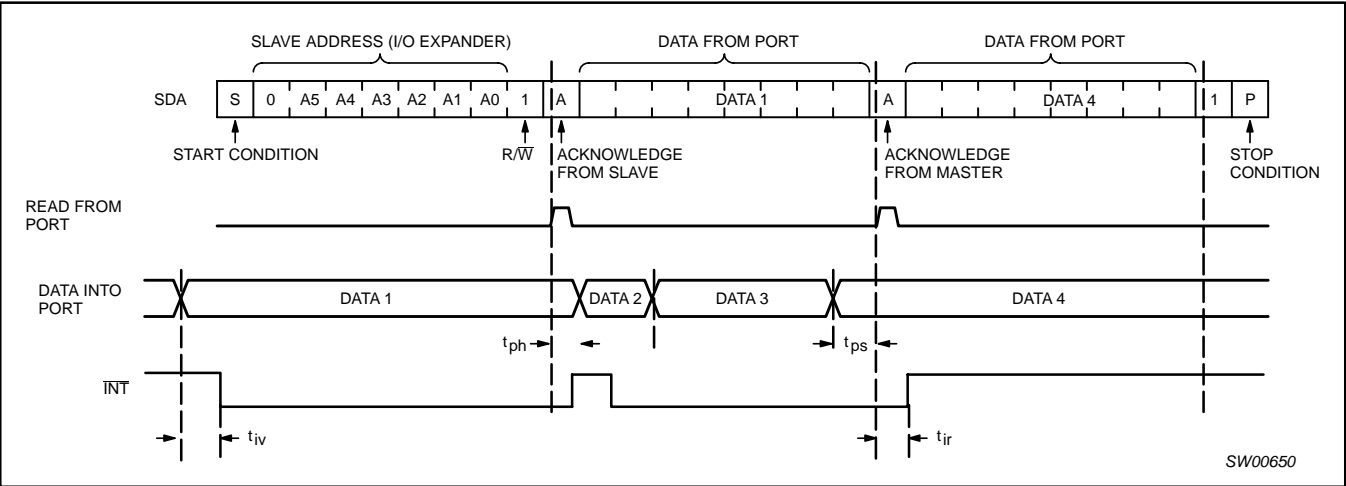 SLAVE ADDRESS (I/O EXPANDER) DATA FROM PORT DATA FROM PORT
SDA S 0 A5 A4 A3 A2 A1 A0 1 A DATA 1 A DATA 4 1 P
START CONDITION R/W̅ ACKNOWLEDGE FROM SLAVE ACKNOWLEDGE FROM MASTER STOP CONDITION
READ FROM
PORT
DATA INTO
PORT
DATA 1 DATA 2 DATA 3 DATA 4
tph tps
I̅N̅T̅
tiv tir
SW00650